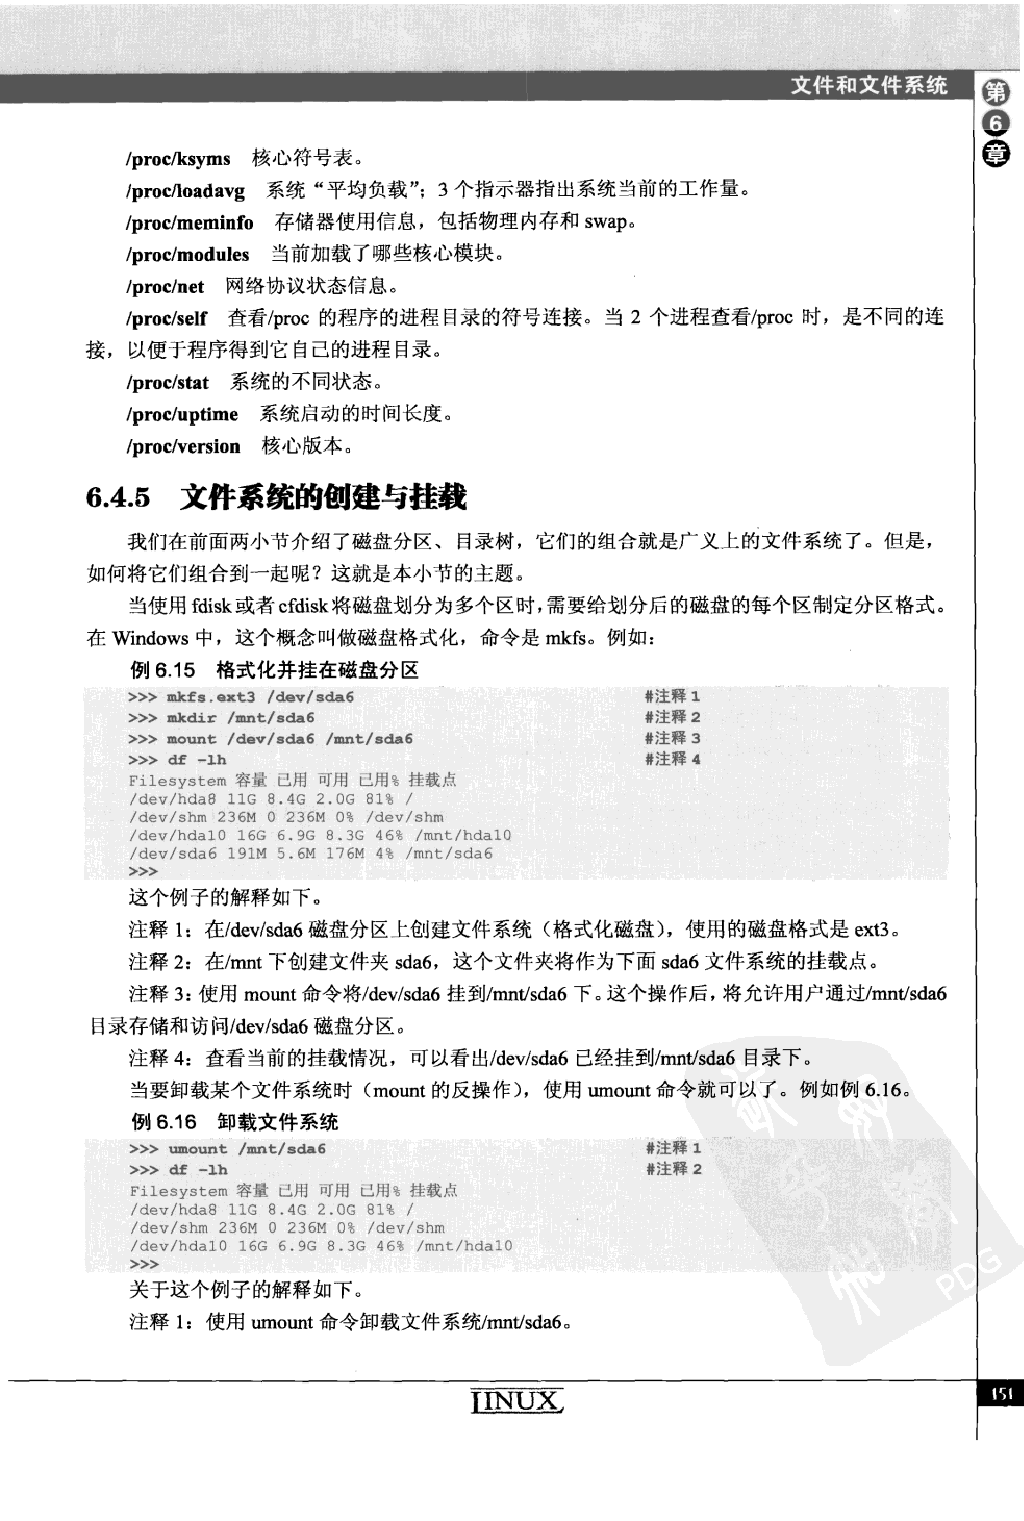 文件和文件系统
第
6
章
/proc/ksyms 核心符号表。
/proc/loadavg 系统“平均负载”；3 个指示器指出系统当前的工作量。
/proc/meminfo 存储器使用信息，包括物理内存和 swap。
/proc/modules 当前加载了哪些核心模块。
/proc/net 网络协议状态信息。
/proc/self 查看/proc 的程序的进程目录的符号连接。当 2 个进程查看/proc 时，是不同的连
接，以便于程序得到它自己的进程目录。
/proc/stat 系统的不同状态。
/proc/uptime 系统启动的时间长度。
/proc/version 核心版本。
6.4.5 文件系统的创建与挂载
我们在前面两小节介绍了磁盘分区、目录树，它们的组合就是广义上的文件系统了。但是，
如何将它们组合到一起呢？这就是本小节的主题。
当使用 fdisk 或者 cfdisk 将磁盘划分为多个区时，需要给划分后的磁盘的每个区制定分区格式。
在 Windows 中，这个概念叫做磁盘格式化，命令是 mkfs。例如：
例 6.15 格式化并挂在磁盘分区
>>> mkfs.ext3 /dev/sda6 #注释 1
>>> mkdir /mnt/sda6 #注释 2
>>> mount /dev/sda6 /mnt/sda6 #注释 3
>>> df -lh #注释 4
Filesystem 容量 已用 可用 已用% 挂载点
/dev/hda8 11G 8.4G 2.0G 81% /
/dev/shm 236M 0 236M 0% /dev/shm
/dev/hda10 16G 6.9G 8.3G 46% /mnt/hda10
/dev/sda6 191M 5.6M 176M 4% /mnt/sda6
>>>
这个例子的解释如下。
注释 1：在/dev/sda6 磁盘分区上创建文件系统（格式化磁盘），使用的磁盘格式是 ext3。
注释 2：在/mnt 下创建文件夹 sda6，这个文件夹将作为下面 sda6 文件系统的挂载点。
注释 3：使用 mount 命令将/dev/sda6 挂到/mnt/sda6 下。这个操作后，将允许用户通过/mnt/sda6
目录存储和访问/dev/sda6 磁盘分区。
注释 4：查看当前的挂载情况，可以看出/dev/sda6 已经挂到/mnt/sda6 目录下。
当要卸载某个文件系统时（mount 的反操作），使用 umount 命令就可以了。例如例 6.16。
例 6.16 卸载文件系统
>>> umount /mnt/sda6 #注释 1
>>> df -lh #注释 2
Filesystem 容量 已用 可用 已用% 挂载点
/dev/hda8 11G 8.4G 2.0G 81% /
/dev/shm 236M 0 236M 0% /dev/shm
/dev/hda10 16G 6.9G 8.3G 46% /mnt/hda10
>>>
关于这个例子的解释如下。
注释 1：使用 umount 命令卸载文件系统/mnt/sda6。
PDG
LINUX
151